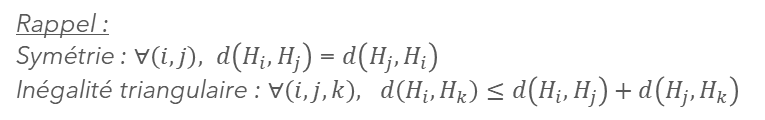 Rappel :
Symétrie : ∀(i,j), d(Hᵢ,Hⱼ) = d(Hⱼ,Hᵢ)
Inégalité triangulaire : ∀(i,j,k), d(Hᵢ,Hₖ) ≤ d(Hᵢ,Hⱼ) + d(Hⱼ,Hₖ)